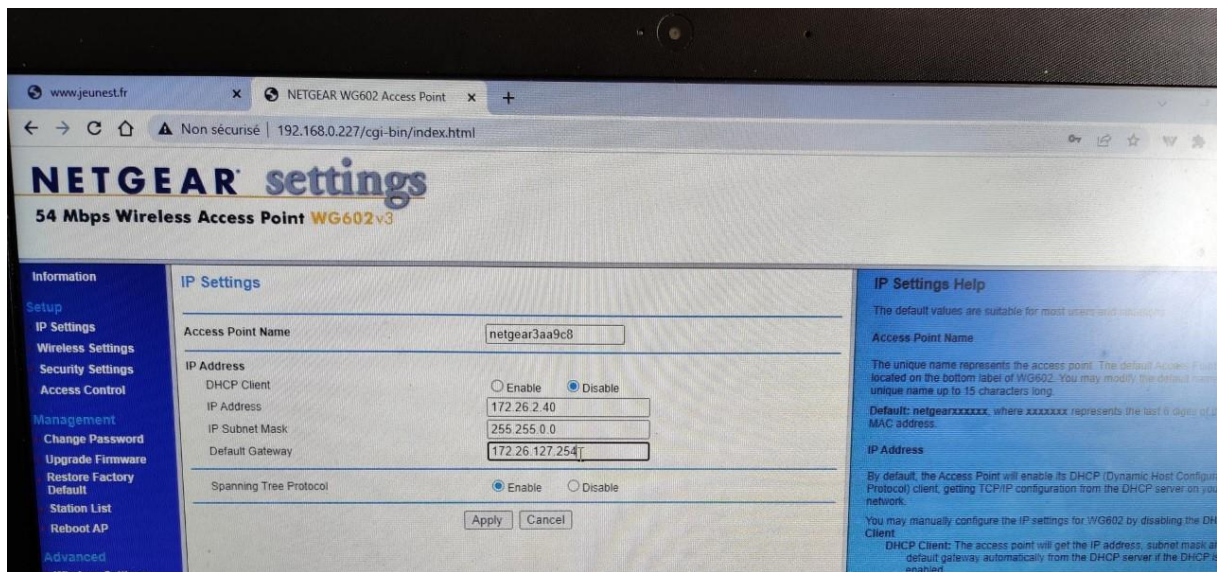 www.jeunest.fr
NETGEAR WG602 Access Point
Non sécurisé | 192.168.0.227/cgi-bin/index.html
NETGEAR settings
54 Mbps Wireless Access Point WG602v3
Information
Setup
IP Settings
Wireless Settings
Security Settings
Access Control
Management
Change Password
Upgrade Firmware
Restore Factory
Default
Station List
Reboot AP
Advanced
IP Settings
Access Point Name netgear3aa9c8
IP Address
DHCP Client Enable Disable
IP Address 172.26.2.40
IP Subnet Mask 255.255.0.0
Default Gateway 172.26.127.254
Spanning Tree Protocol Enable Disable
Apply Cancel
IP Settings Help
The default values are suitable for most users and
Access Point Name
The unique name represents the access point. The default Access
located on the bottom label of WG602. You may modify the default
unique name up to 15 characters long.
Default: netgearxxxxxx, where xxxxxxx represents the last 6 digits of
MAC address.
IP Address
By default, the Access Point will enable its DHCP (Dynamic Host
Protocol) client, getting TCP/IP configuration from the DHCP server on
network.
You may manually configure the IP settings for WG602 by disabling the
Client
DHCP Client: The access point will get the IP address, subnet mask
default gateway automatically from the DHCP server if the DHCP
enabled